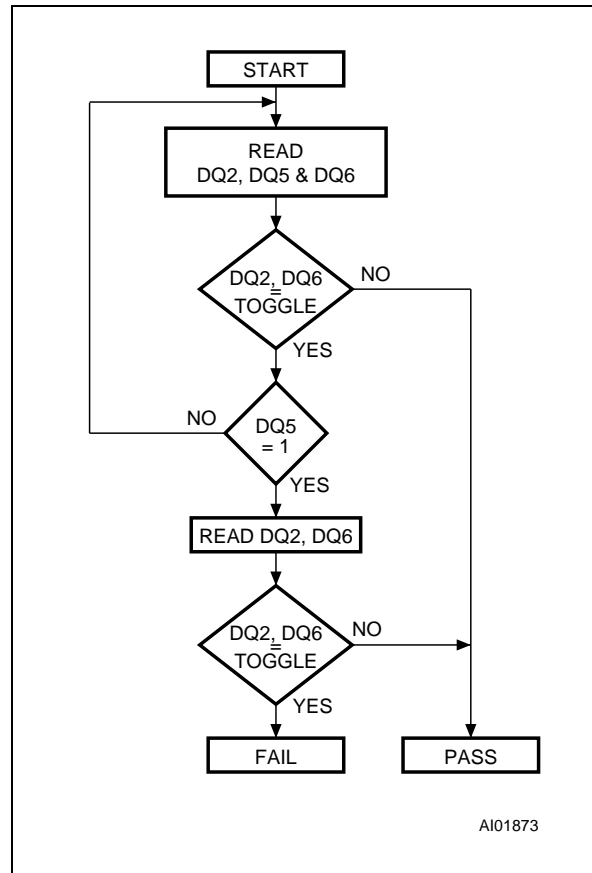 START
READ
DQ2, DQ5 & DQ6
DQ2, DQ6
=
TOGGLE
NO
YES
NO
DQ5
= 1
YES
READ DQ2, DQ6
DQ2, DQ6
=
TOGGLE
NO
YES
FAIL
PASS
AI01873